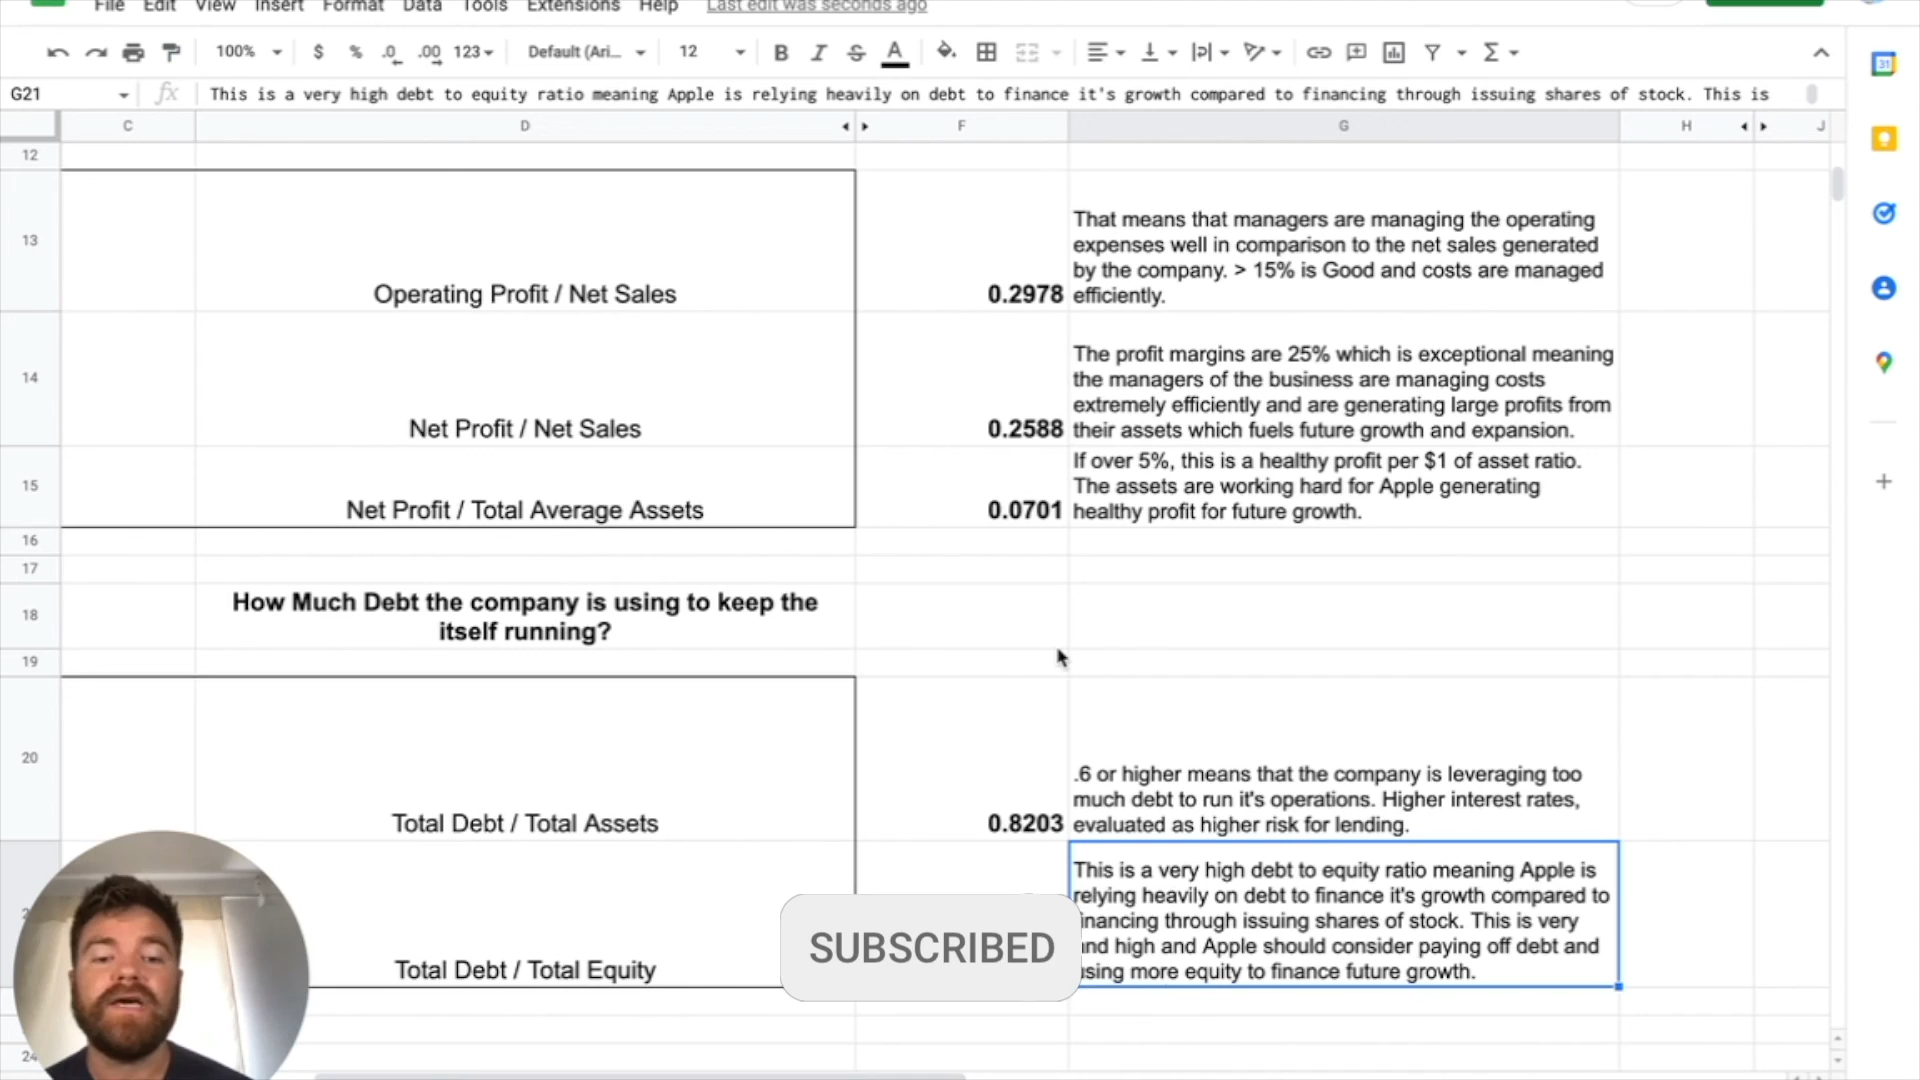 File Edit View Insert Format Data Tools Extensions Help Last edit was seconds ago
100% $ % .0 .00 123 Default (Ari... 12 B I S A
31
G21 fx This is a very high debt to equity ratio meaning Apple is relying heavily on debt to finance it's growth compared to financing through issuing shares of stock. This is
C D F G H J
12
13
Operating Profit / Net Sales
0.2978
That means that managers are managing the operating
expenses well in comparison to the net sales generated
by the company. > 15% is Good and costs are managed
efficiently.
14
Net Profit / Net Sales
0.2588
The profit margins are 25% which is exceptional meaning
the managers of the business are managing costs
extremely efficiently and are generating large profits from
their assets which fuels future growth and expansion.
15
Net Profit / Total Average Assets
0.0701
If over 5%, this is a healthy profit per $1 of asset ratio.
The assets are working hard for Apple generating
healthy profit for future growth.
16
17
18
How Much Debt the company is using to keep the
itself running?
19
20
Total Debt / Total Assets
0.8203
.6 or higher means that the company is leveraging too
much debt to run it's operations. Higher interest rates,
evaluated as higher risk for lending.
Total Debt / Total Equity
This is a very high debt to equity ratio meaning Apple is
relying heavily on debt to finance it's growth compared to
financing through issuing shares of stock. This is very
and high and Apple should consider paying off debt and
using more equity to finance future growth.
SUBSCRIBED
24